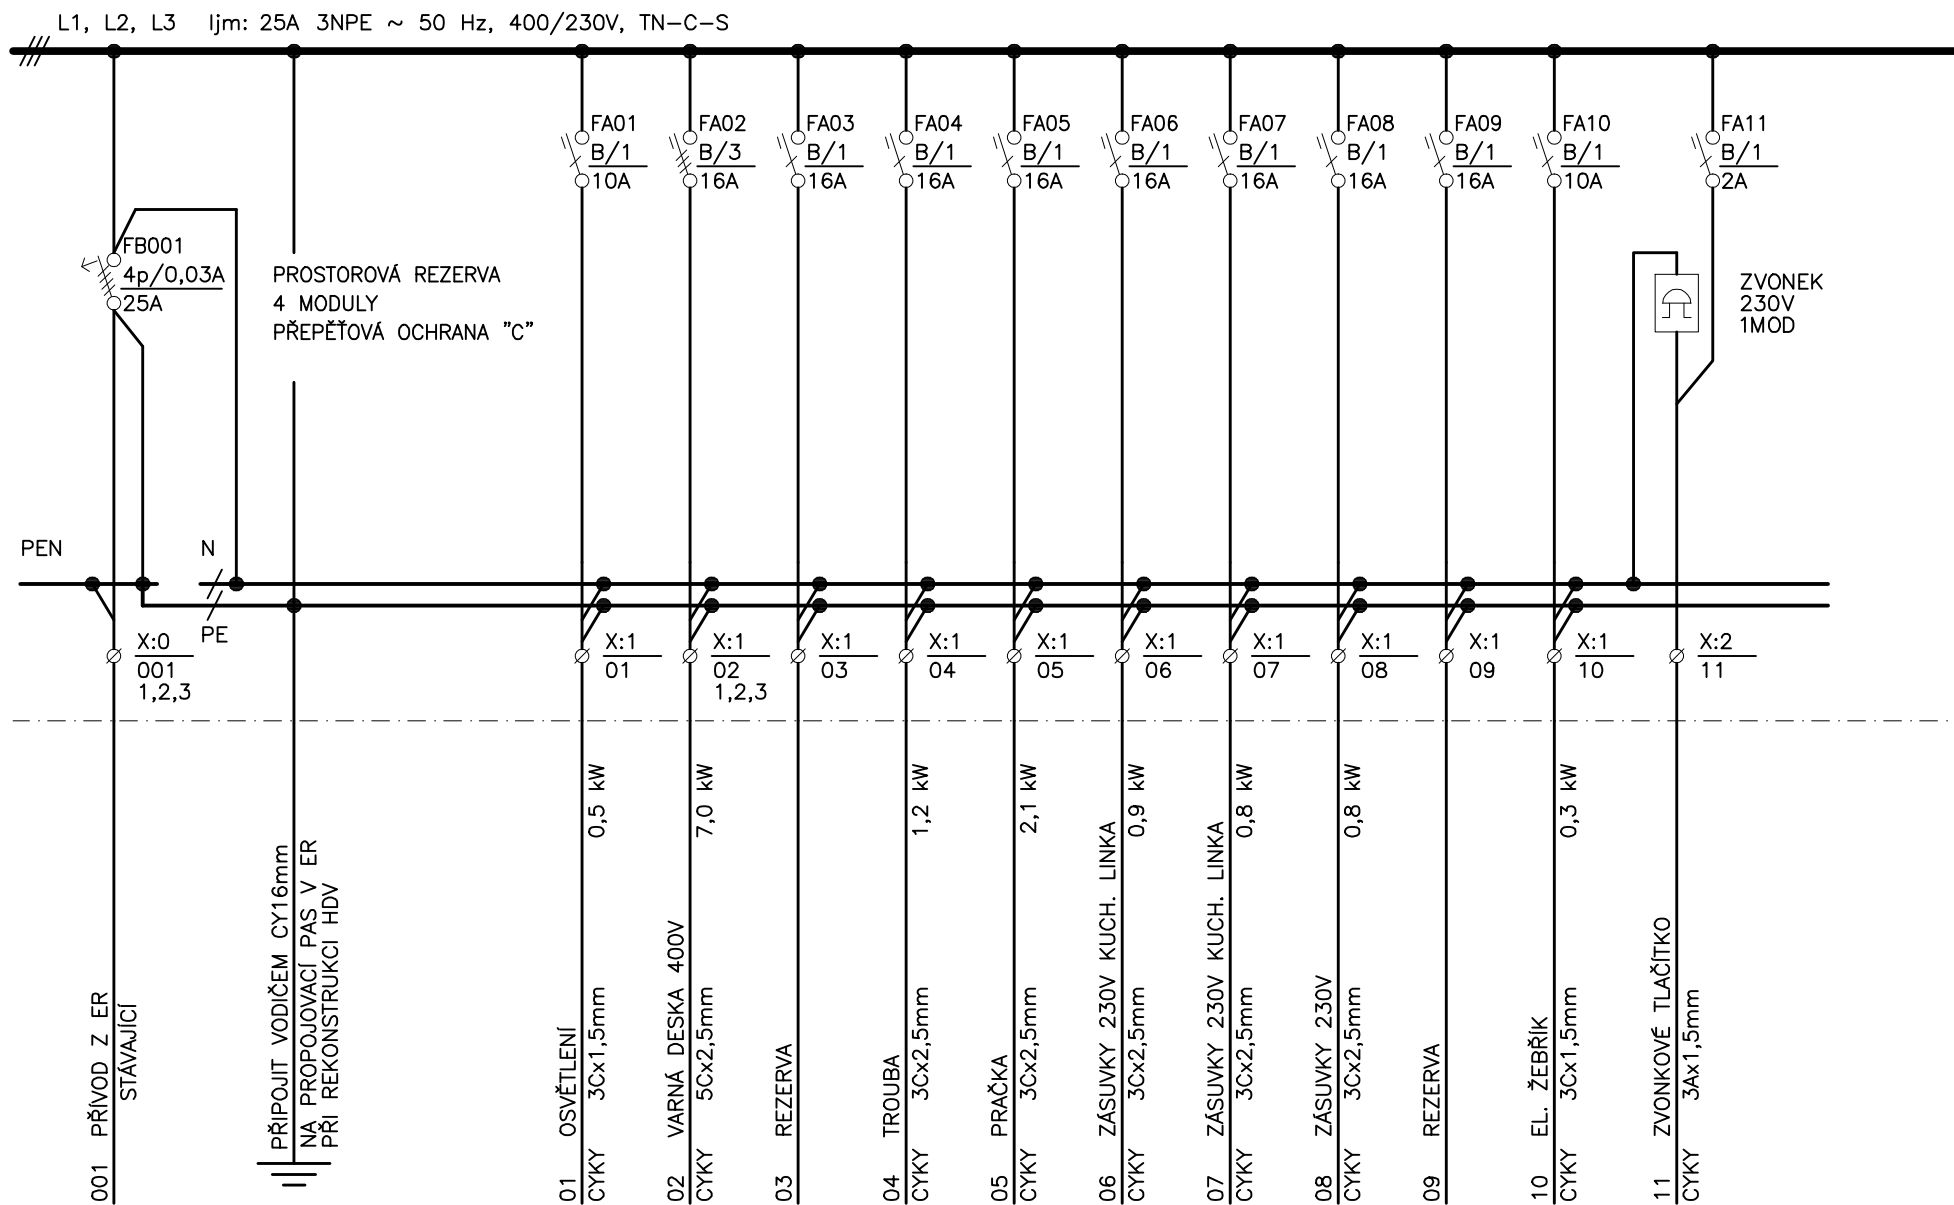 L1, L2, L3 Ijm: 25A 3NPE ~ 50 Hz, 400/230V, TN-C-S
FA01
B/1
10A
FA02
B/3
16A
FA03
B/1
16A
FA04
B/1
16A
FA05
B/1
16A
FA06
B/1
16A
FA07
B/1
16A
FA08
B/1
16A
FA09
B/1
16A
FA10
B/1
10A
FA11
B/1
2A
FB001
4p/0,03A
25A
PROSTOROVÁ REZERVA
4 MODULY
PŘEPĚŤOVÁ OCHRANA "C"
ZVONEK
230V
1MOD
PEN
N
PE
X:0
001
1,2,3
X:1
01
X:1
02
1,2,3
X:1
03
X:1
04
X:1
05
X:1
06
X:1
07
X:1
08
X:1
09
X:1
10
X:2
11
001 PŘÍVOD Z ER
STÁVAJÍCÍ
PŘIPOJIT VODIČEM CY16mm
NA PROPOJOVACÍ PAS V ER
PŘI REKONSTRUKCI HDV
01 OSVĚTLENÍ
CYKY 3Cx1,5mm 0,5 kW
02 VARNÁ DESKA 400V
CYKY 5Cx2,5mm 7,0 kW
03 REZERVA
04 TROUBA
CYKY 3Cx2,5mm 1,2 kW
05 PRAČKA
CYKY 3Cx2,5mm 2,1 kW
06 ZÁSUVKY 230V KUCH. LINKA
CYKY 3Cx2,5mm 0,9 kW
07 ZÁSUVKY 230V KUCH. LINKA
CYKY 3Cx2,5mm 0,8 kW
08 ZÁSUVKY 230V
CYKY 3Cx2,5mm 0,8 kW
09 REZERVA
10 EL. ŽEBŘÍK
CYKY 3Cx1,5mm 0,3 kW
11 ZVONKOVÉ TLAČÍTKO
CYKY 3Ax1,5mm